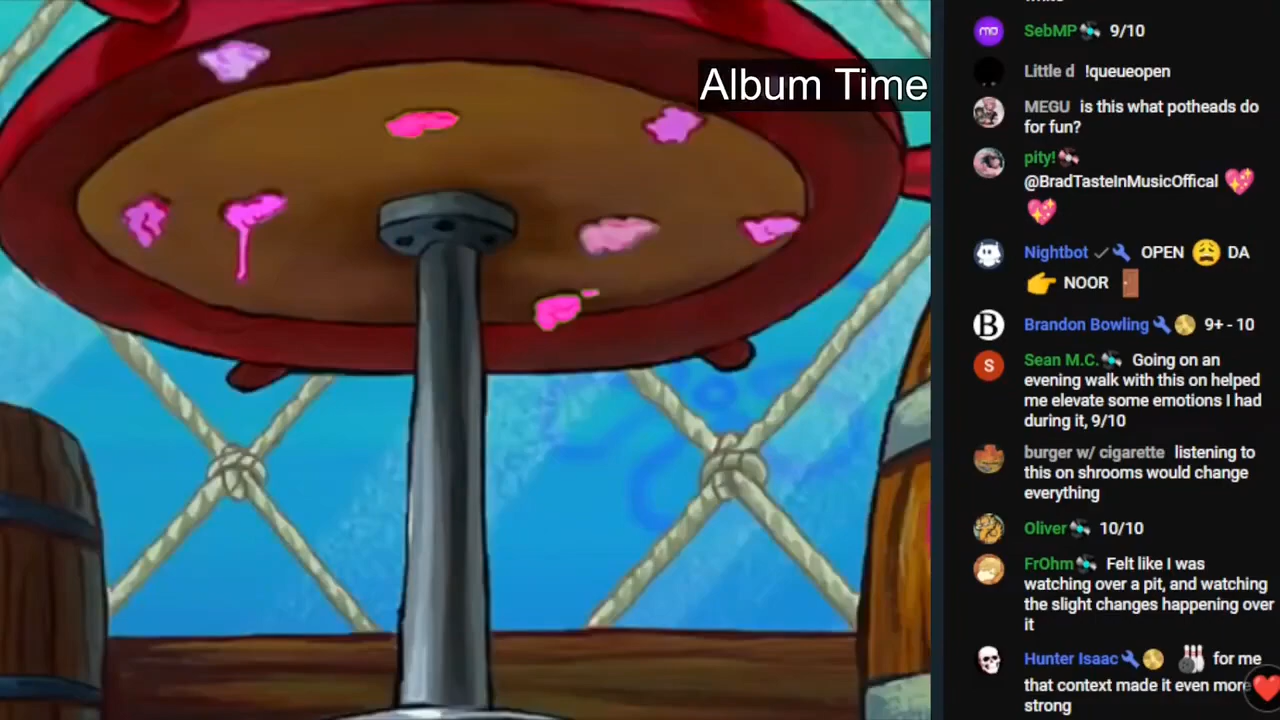 Album Time
SebMP 9/10
Little d !queueopen
MEGU is this what potheads do
for fun?
pity!
@BradTasteInMusicOffical
Nightbot OPEN DA
NOOR
Brandon Bowling 9+ - 10
Sean M.C. Going on an
evening walk with this on helped
me elevate some emotions I had
during it, 9/10
burger w/ cigarette listening to
this on shrooms would change
everything
Oliver 10/10
FrOhm Felt like I was
watching over a pit, and watching
the slight changes happening over
it
Hunter Isaac for me
that context made it even more
strong